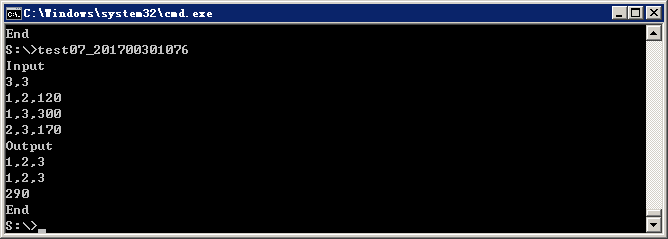 C:\Windows\system32\cmd.exe
End
S:\>test07_201700301076
Input
3,3
1,2,120
1,3,300
2,3,170
Output
1,2,3
1,2,3
290
End
S:\>